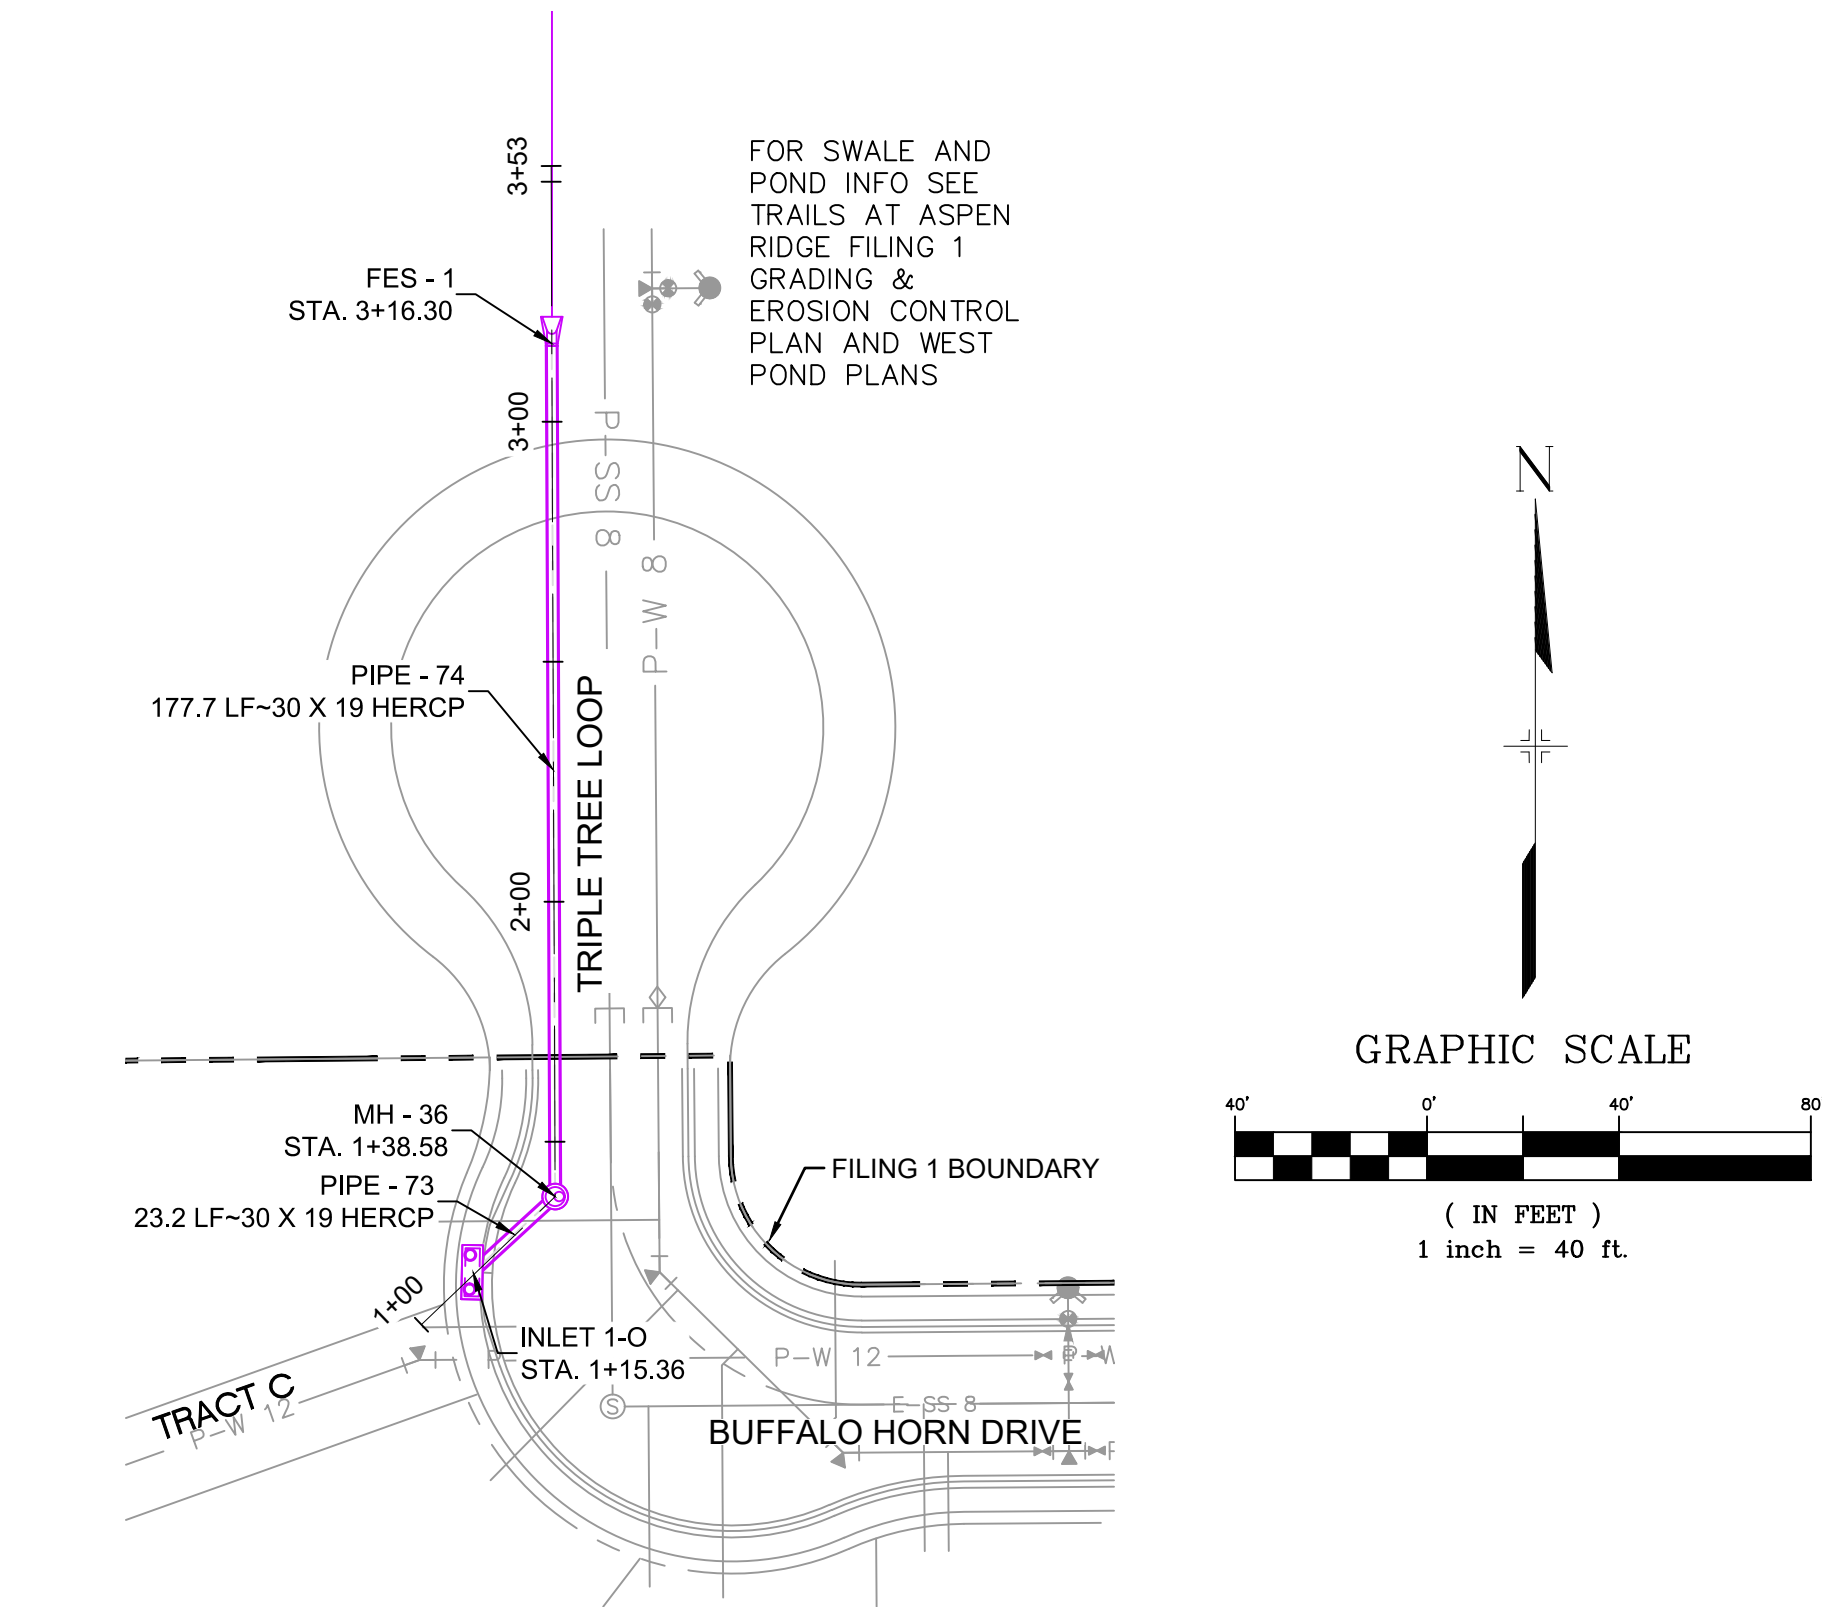 3+53
FOR SWALE AND
POND INFO SEE
TRAILS AT ASPEN
RIDGE FILING 1
GRADING &
EROSION CONTROL
PLAN AND WEST
POND PLANS
FES - 1
STA. 3+16.30
3+00
P-SS 8
P-W 8
N
PIPE - 74
177.7 LF~30 X 19 HERCP
TRIPLE TREE LOOP
2+00
GRAPHIC SCALE
40' 0' 40' 80
( IN FEET )
1 inch = 40 ft.
MH - 36
STA. 1+38.58
PIPE - 73
23.2 LF~30 X 19 HERCP
FILING 1 BOUNDARY
1+00
INLET 1-O
STA. 1+15.36
P
P-W 12
P-W
TRACT C
P-W 12
S
E-SS 8
BUFFALO HORN DRIVE